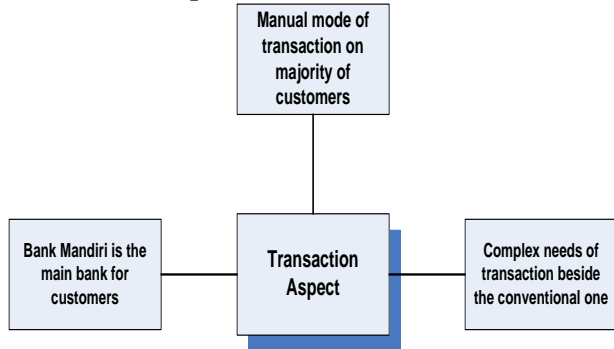 Manual mode of
transaction on
majority of
customers
Bank Mandiri is the
main bank for
customers
Transaction
Aspect
Complex needs of
transaction beside
the conventional one